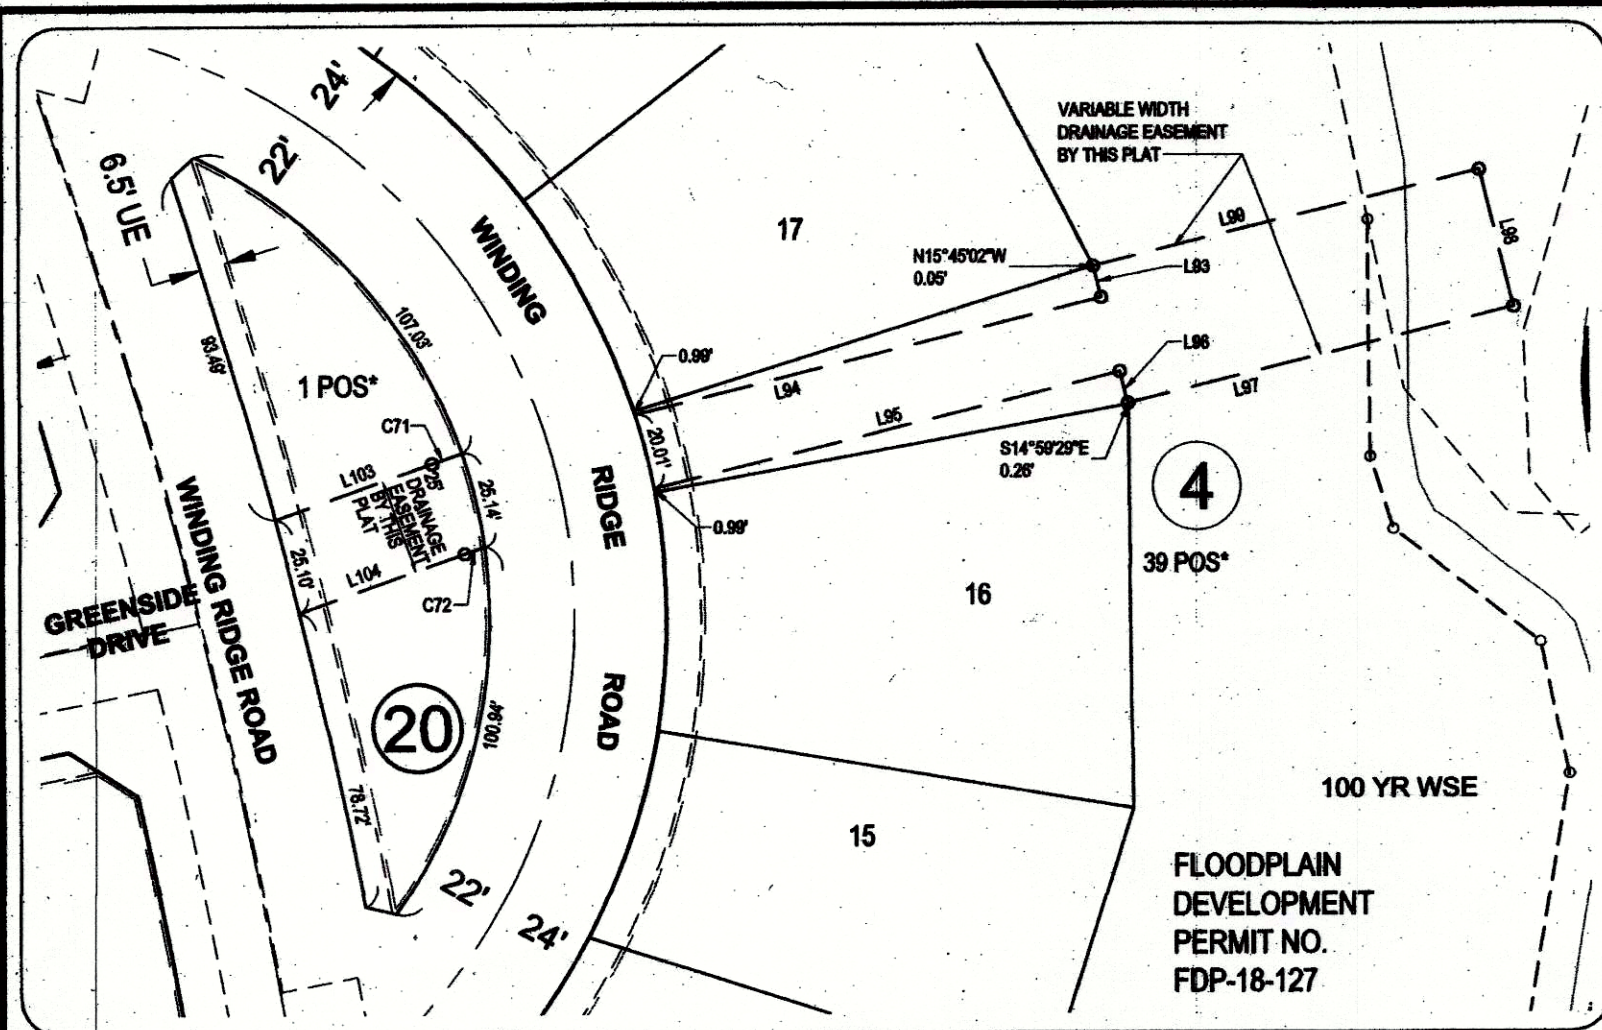 24'
22'
6.5' UE
WINDING
RIDGE
ROAD
VARIABLE WIDTH
DRAINAGE EASEMENT
BY THIS PLAT
17
N15°45'02"W
0.05'
L93
L99
L98
107.03'
93.49'
1 POS*
0.99'
L94
L96
L97
L95
20.01'
S14°59'29"E
0.26'
C71
L103
25'
DRAINAGE
EASEMENT
BY THIS
PLAT
25.14'
0.99'
4
39 POS*
WINDING RIDGE ROAD
25.10'
L104
C72
GREENSIDE
DRIVE
16
20
100.94'
78.72'
15
100 YR WSE
22'
24'
FLOODPLAIN
DEVELOPMENT
PERMIT NO.
FDP-18-127